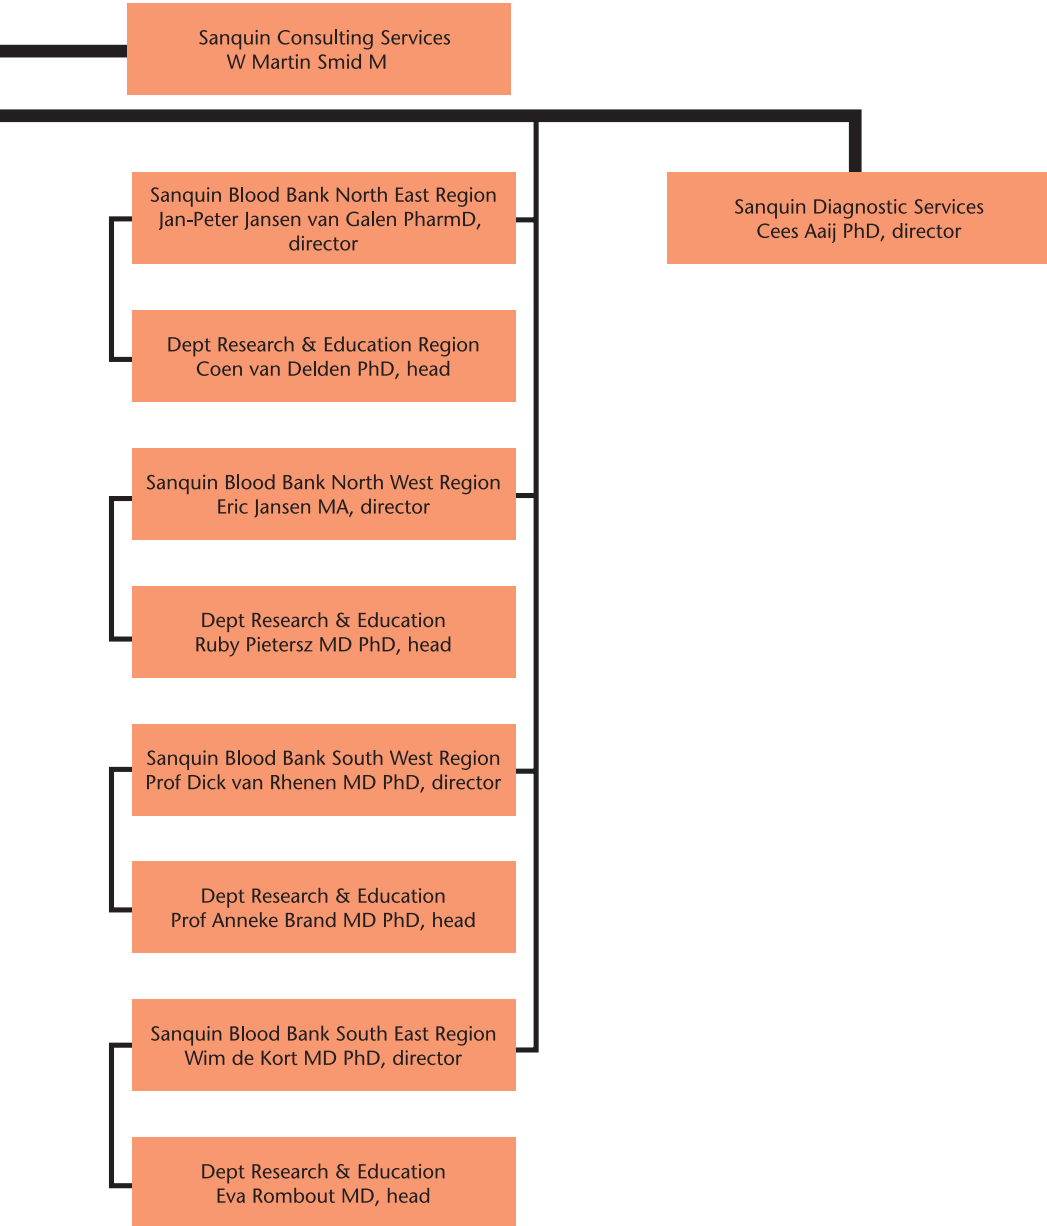 Sanquin Consulting Services
W Martin Smid M
Sanquin Blood Bank North East Region
Jan-Peter Jansen van Galen PharmD,
director
Sanquin Diagnostic Services
Cees Aaij PhD, director
Dept Research & Education Region
Coen van Delden PhD, head
Sanquin Blood Bank North West Region
Eric Jansen MA, director
Dept Research & Education
Ruby Pietersz MD PhD, head
Sanquin Blood Bank South West Region
Prof Dick van Rhenen MD PhD, director
Dept Research & Education
Prof Anneke Brand MD PhD, head
Sanquin Blood Bank South East Region
Wim de Kort MD PhD, director
Dept Research & Education
Eva Rombout MD, head